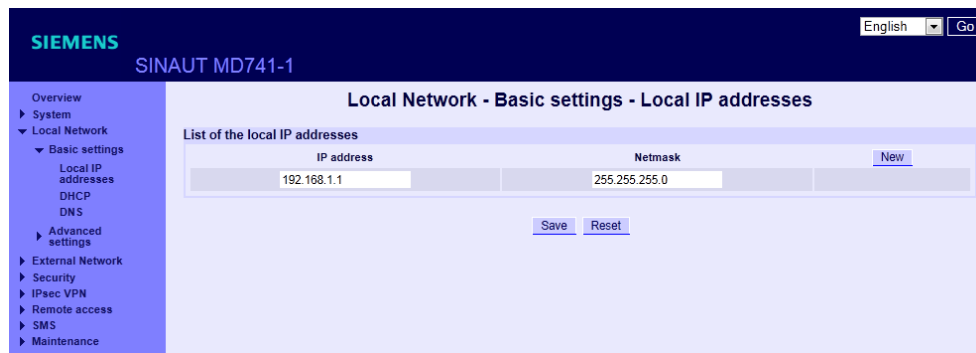 English Go
SIEMENS
SINAUT MD741-1
Overview
System
Local Network
Basic settings
Local IP
addresses
DHCP
DNS
Advanced
settings
External Network
Security
IPsec VPN
Remote access
SMS
Maintenance
Local Network - Basic settings - Local IP addresses
List of the local IP addresses
IP address Netmask New
192.168.1.1 255.255.255.0
Save Reset